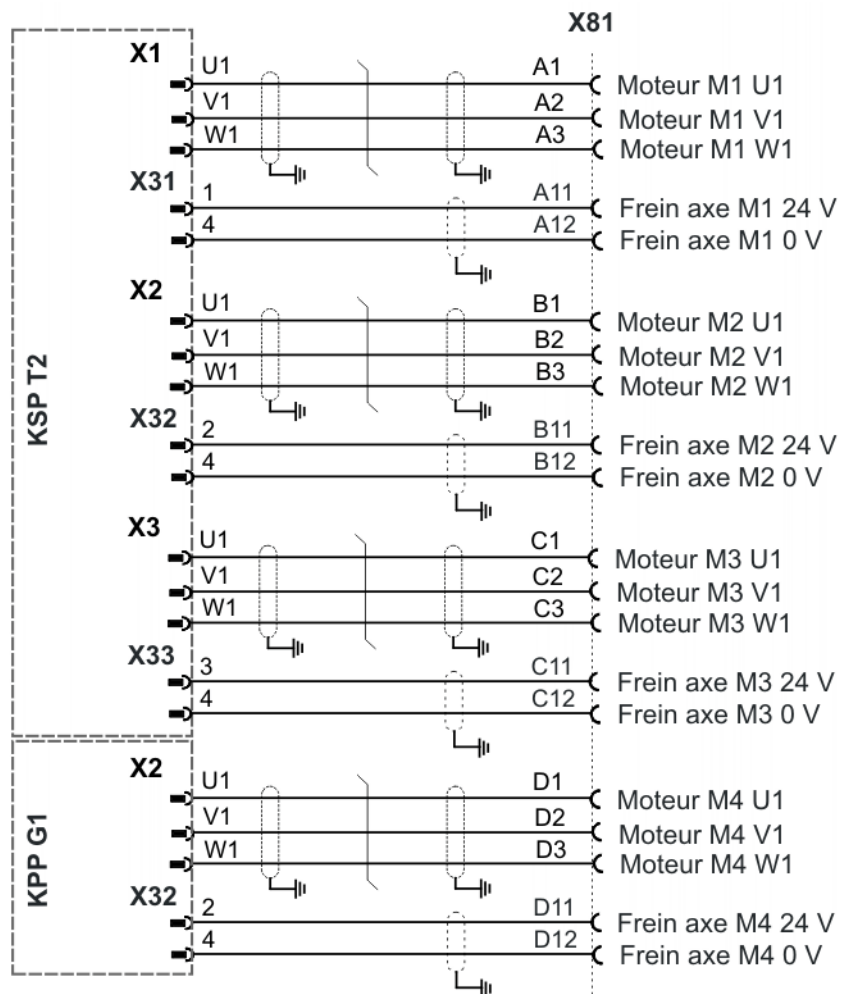 X81
KSP T2
X1
U1 A1 Moteur M1 U1
V1 A2 Moteur M1 V1
W1 A3 Moteur M1 W1
X31
1 A11 Frein axe M1 24 V
4 A12 Frein axe M1 0 V
X2
U1 B1 Moteur M2 U1
V1 B2 Moteur M2 V1
W1 B3 Moteur M2 W1
X32
2 B11 Frein axe M2 24 V
4 B12 Frein axe M2 0 V
X3
U1 C1 Moteur M3 U1
V1 C2 Moteur M3 V1
W1 C3 Moteur M3 W1
X33
3 C11 Frein axe M3 24 V
4 C12 Frein axe M3 0 V
KPP G1
X2
U1 D1 Moteur M4 U1
V1 D2 Moteur M4 V1
W1 D3 Moteur M4 W1
X32
2 D11 Frein axe M4 24 V
4 D12 Frein axe M4 0 V